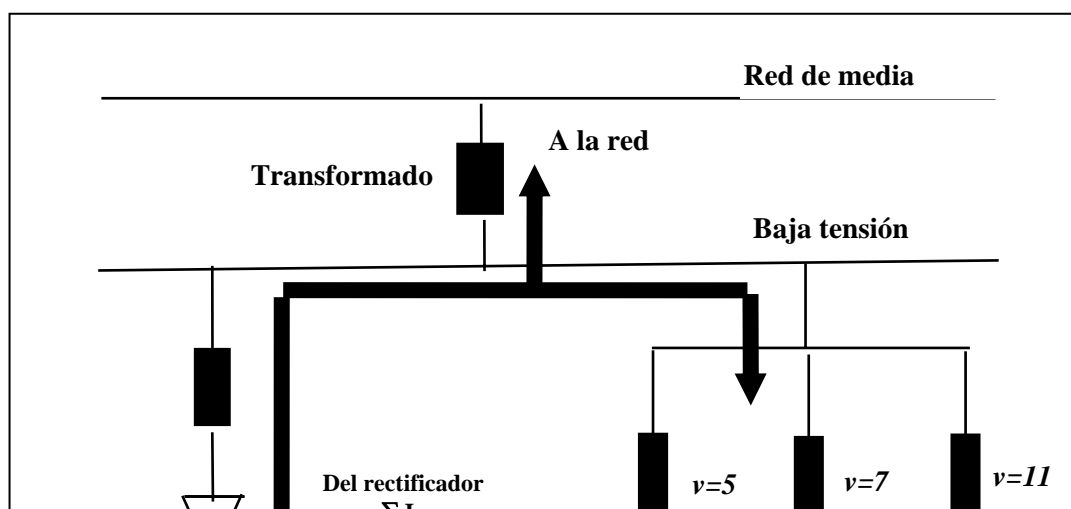 Red de media
A la red
Transformado
Baja tensión
Del rectificador
v=5
v=7
v=11